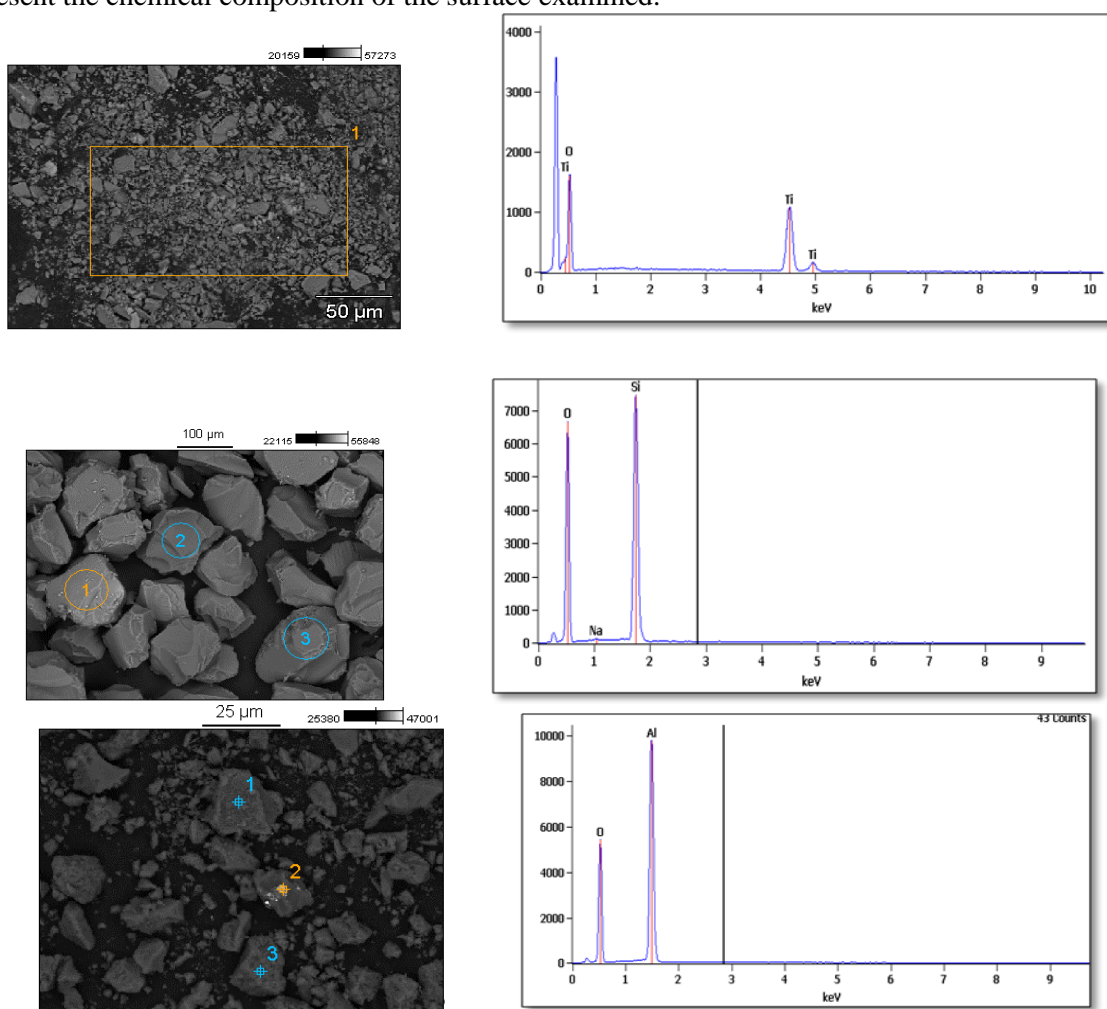 esent the chemical composition of the surface examined.
20159 57273
1
50 µm
4000
3000
2000
1000
0
O
Ti
Ti
Ti
0 1 2 3 4 5 6 7 8 9 10
keV
100 µm
22115 55848
1
2
3
7000
6000
5000
4000
3000
2000
1000
0
O
Na
Si
0 1 2 3 4 5 6 7 8 9
keV
25 µm
25380 47001
1
2
3
43 Counts
10000
8000
6000
4000
2000
0
O
Al
0 1 2 3 4 5 6 7 8 9
keV